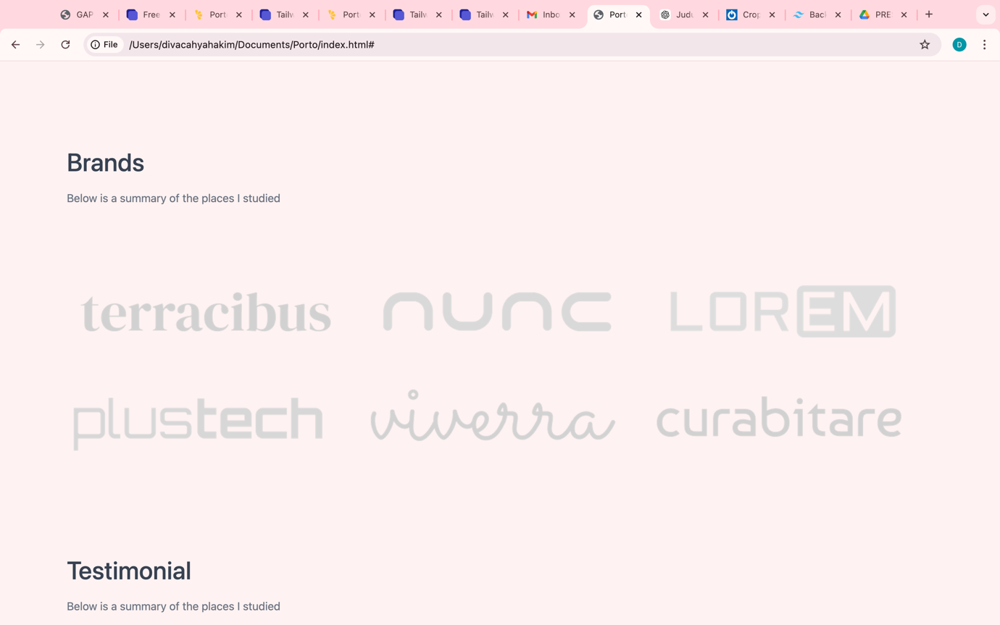 GAP
Free
Port
Tailw
Port
Tailw
Tailw
Inbo
Port
Judu
Crop
Back
PRE
File
/Users/divacahyahakim/Documents/Porto/index.html#
D
Brands
Below is a summary of the places I studied
terracibus
nunc
LOREM
plustech
viverra
curabitare
Testimonial
Below is a summary of the places I studied